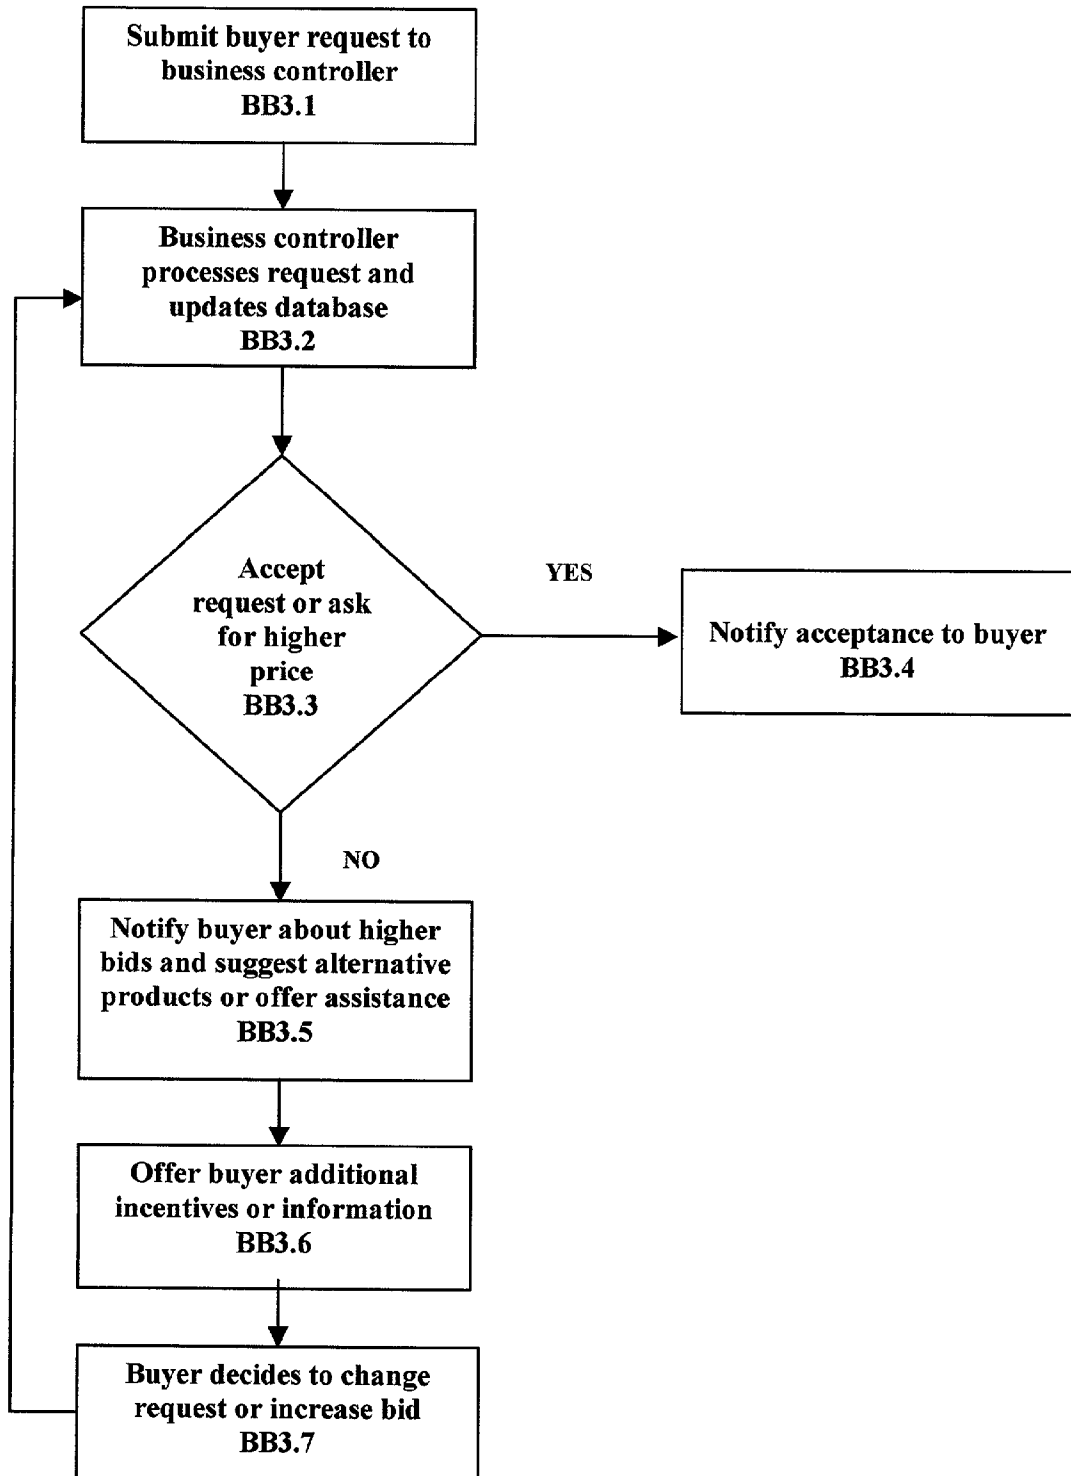 Submit buyer request to
business controller
BB3.1
Business controller
processes request and
updates database
BB3.2
Accept
request or ask
for higher
price
BB3.3
YES
Notify acceptance to buyer
BB3.4
NO
Notify buyer about higher
bids and suggest alternative
products or offer assistance
BB3.5
Offer buyer additional
incentives or information
BB3.6
Buyer decides to change
request or increase bid
BB3.7